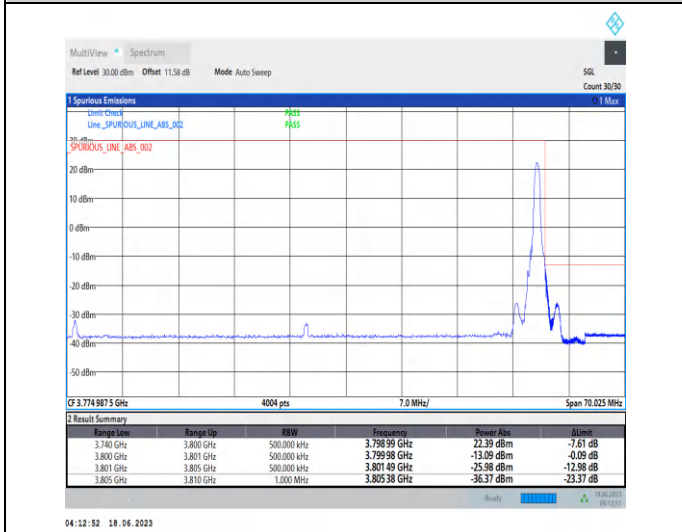 MultiView Spectrum
Ref Level 30.00 dBm Offset 11.58 dB Mode Auto Sweep SGL
Count 30/30
1 Spurious Emissions 1 Max
Limit Check PASS
Line _SPURIOUS_LINE_ABS_002 PASS
30 dBm
SPURIOUS_LINE_ABS_002
20 dBm
10 dBm
0 dBm
-10 dBm
-20 dBm
-30 dBm
-40 dBm
-50 dBm
CF 3.774 987 5 GHz 4004 pts 7.0 MHz/ Span 70.025 MHz
2 Result Summary
Range Low Range Up RBW Frequency Power Abs ΔLimit
3.740 GHz 3.800 GHz 500.000 kHz 3.798 99 GHz 22.39 dBm -7.61 dB
3.800 GHz 3.801 GHz 500.000 kHz 3.799 98 GHz -13.09 dBm -0.09 dB
3.801 GHz 3.805 GHz 500.000 kHz 3.801 49 GHz -25.98 dBm -12.98 dB
3.805 GHz 3.810 GHz 1.000 MHz 3.805 38 GHz -36.37 dBm -23.37 dB
Ready 18.06.2023
04:12:52 18.06.2023